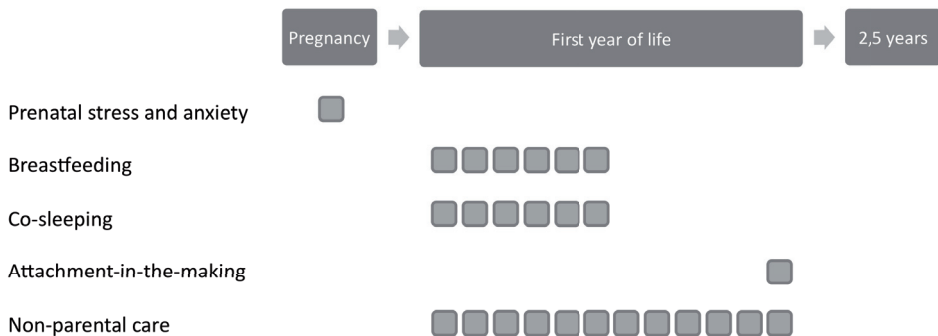 Pregnancy First year of life 2,5 years
Prenatal stress and anxiety
Breastfeeding
Co-sleeping
Attachment-in-the-making
Non-parental care